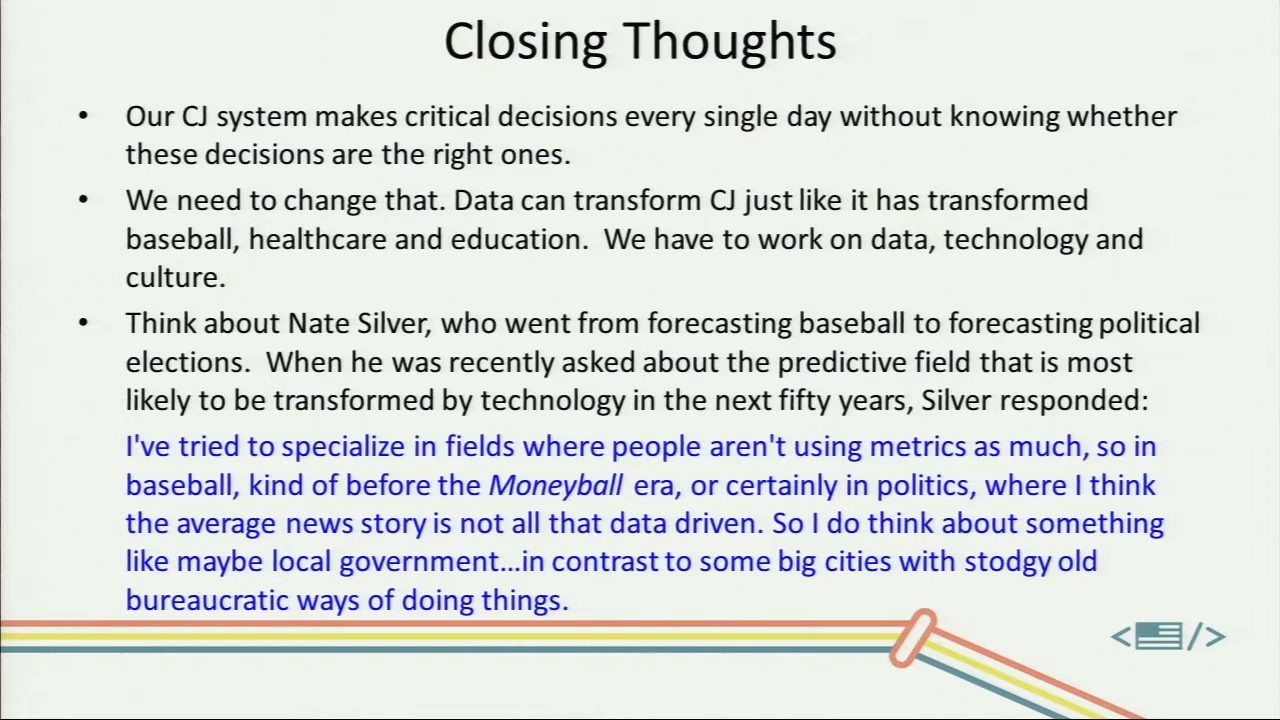 Closing Thoughts
• Our CJ system makes critical decisions every single day without knowing whether
these decisions are the right ones.
• We need to change that. Data can transform CJ just like it has transformed
baseball, healthcare and education.  We have to work on data, technology and
culture.
• Think about Nate Silver, who went from forecasting baseball to forecasting political
elections.  When he was recently asked about the predictive field that is most
likely to be transformed by technology in the next fifty years, Silver responded:
I've tried to specialize in fields where people aren't using metrics as much, so in
baseball, kind of before the Moneyball era, or certainly in politics, where I think
the average news story is not all that data driven. So I do think about something
like maybe local government…in contrast to some big cities with stodgy old
bureaucratic ways of doing things.